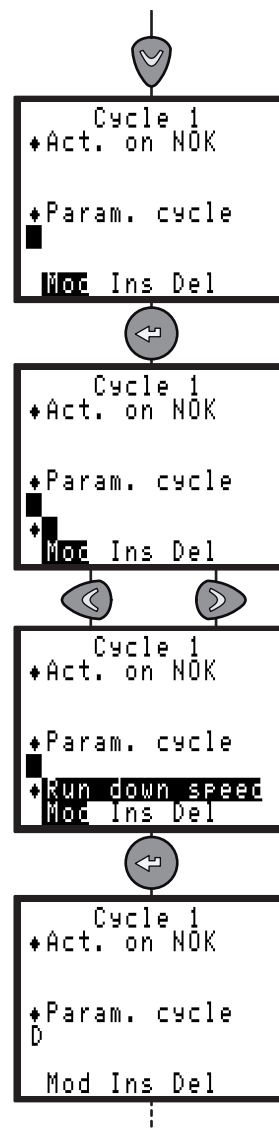 Cycle 1
♦Act. on NOK
♦Param. cycle
Mod Ins Del
Cycle 1
♦Act. on NOK
♦Param. cycle
♦
Mod Ins Del
Cycle 1
♦Act. on NOK
♦Param. cycle
♦Run down speed
Mod Ins Del
Cycle 1
♦Act. on NOK
♦Param. cycle
D
Mod Ins Del